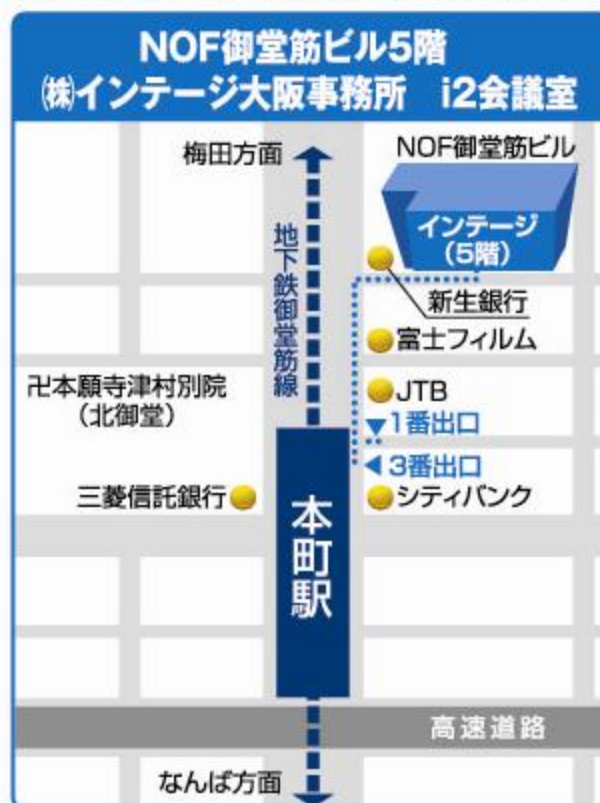 NOF御堂筋ビル5階
㈱インテージ大阪事務所 i2会議室
梅田方面
NOF御堂筋ビル
インテージ
(5階)
地下鉄御堂筋線
新生銀行
富士フィルム
卍本願寺津村別院
(北御堂)
JTB
▼1番出口
◀3番出口
三菱信託銀行
シティバンク
本町駅
高速道路
なんば方面